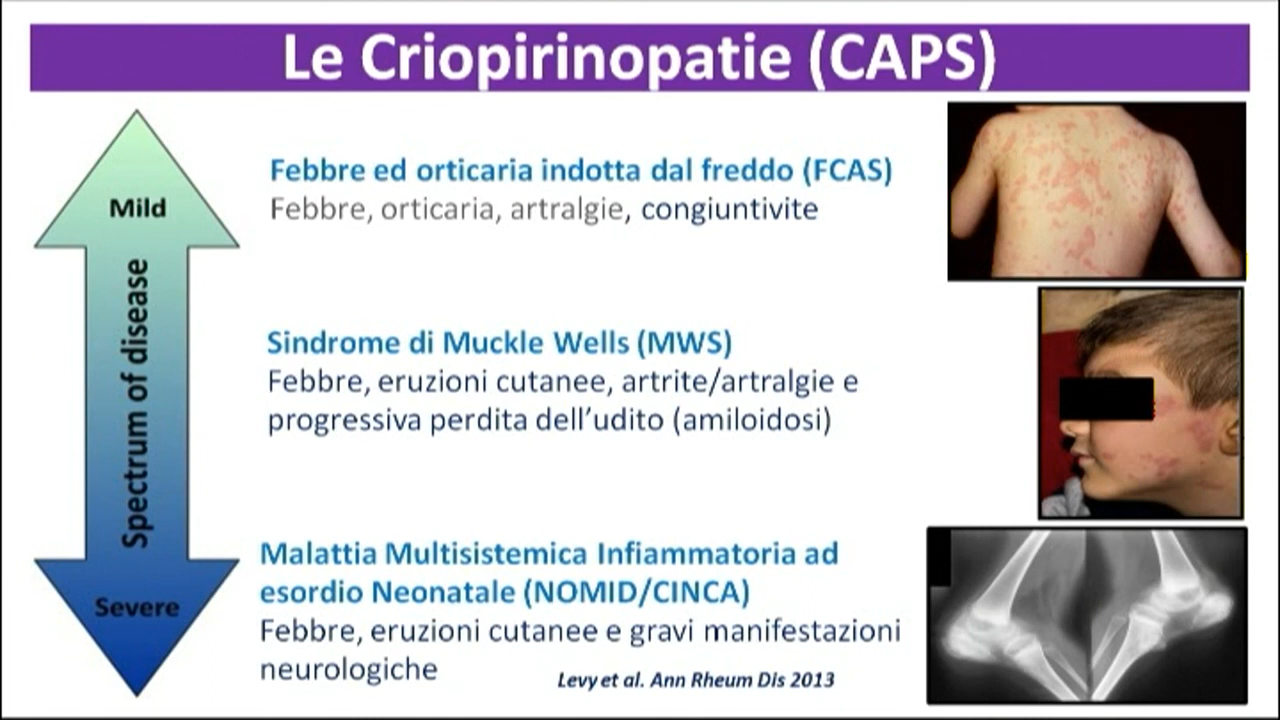 Le Criopirinopatie (CAPS)
Mild
Spectrum of disease
Severe
Febbre ed orticaria indotta dal freddo (FCAS)
Febbre, orticaria, artralgie, congiuntivite
Sindrome di Muckle Wells (MWS)
Febbre, eruzioni cutanee, artrite/artralgie e
progressiva perdita dell’udito (amiloidosi)
Malattia Multisistemica Infiammatoria ad
esordio Neonatale (NOMID/CINCA)
Febbre, eruzioni cutanee e gravi manifestazioni
neurologiche
Levy et al. Ann Rheum Dis 2013